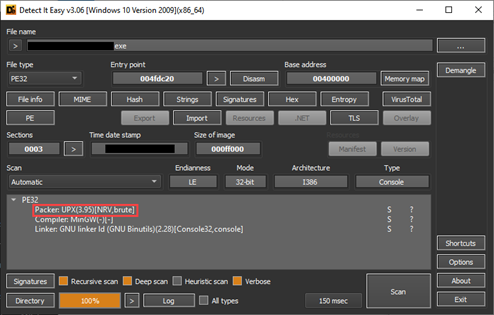 Detect It Easy v3.06 [Windows 10 Version 2009](x86_64)
File name
> exe ...
File type Entry point Base address
PE32 004fdc20 > Disasm 00400000 Memory map Demangle
File info MIME Hash Strings Signatures Hex Entropy VirusTotal
PE Export Import Resources .NET TLS Overlay
Sections Time date stamp Size of image
0003 > 000ff000 Manifest Version
Scan Endianness Mode Architecture Type
Automatic LE 32-bit I386 Console
PE32
Packer: UPX(3.95)[NRV,brute] S ?
Compiler: MinGW(-)[-] S ?
Linker: GNU linker ld (GNU Binutils)(2.28)[Console32,console] S ?
Shortcuts
Options
Signatures Recursive scan Deep scan Heuristic scan Verbose
Directory 100% > Log All types 150 msec Scan
About
Exit